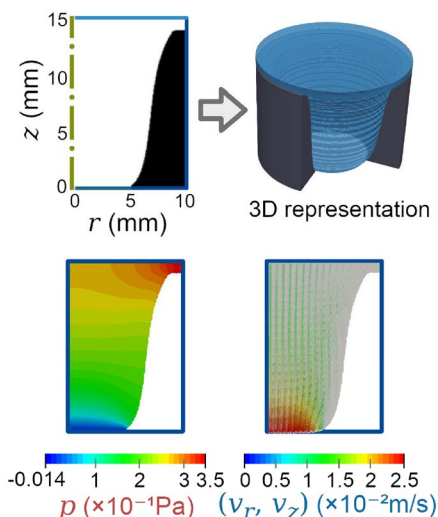 15
10
z (mm)
5
0
0 5 10
r (mm)
3D representation
-0.014 1 2 3 3.5
p (×10⁻¹Pa)
0 0.5 1 1.5 2 2.5
(vᵣ, v_z) (×10⁻²m/s)